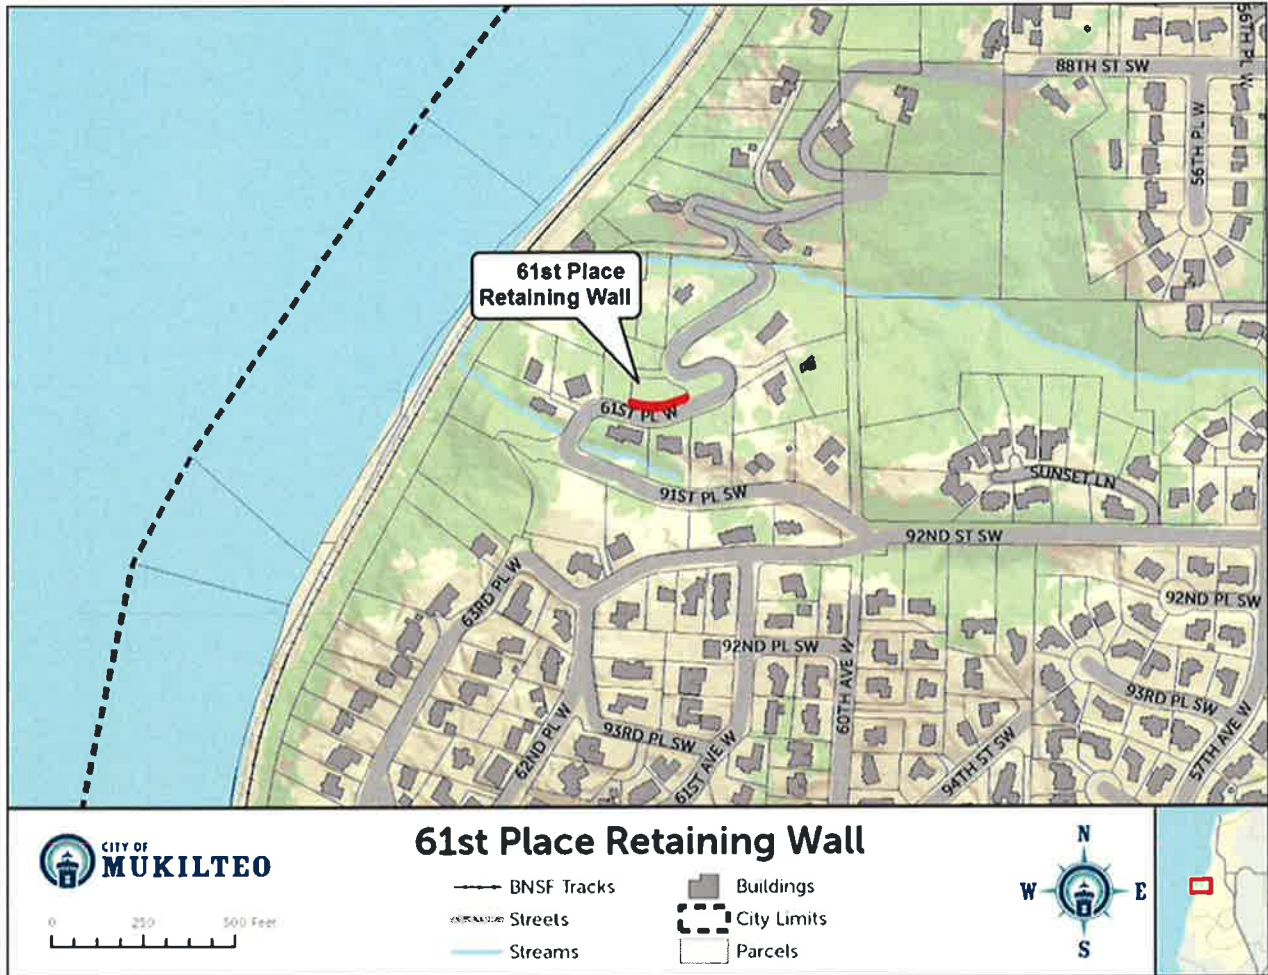 56TH PL W
88TH ST SW
56TH PL W
61st Place
Retaining Wall
61ST PL W
91ST PL SW
SUNSET LN
92ND ST SW
63RD PL W
92ND PL SW
92ND PL SW
60TH AVE W
93RD PL SW
93RD PL SW
62ND PL W
61ST AVE W
94TH ST SW
57TH AVE W
CITY OF
MUKILTEO
61st Place Retaining Wall
BNSF Tracks
Buildings
Streets
City Limits
Streams
Parcels
0 250 500 Feet
N
W E
S